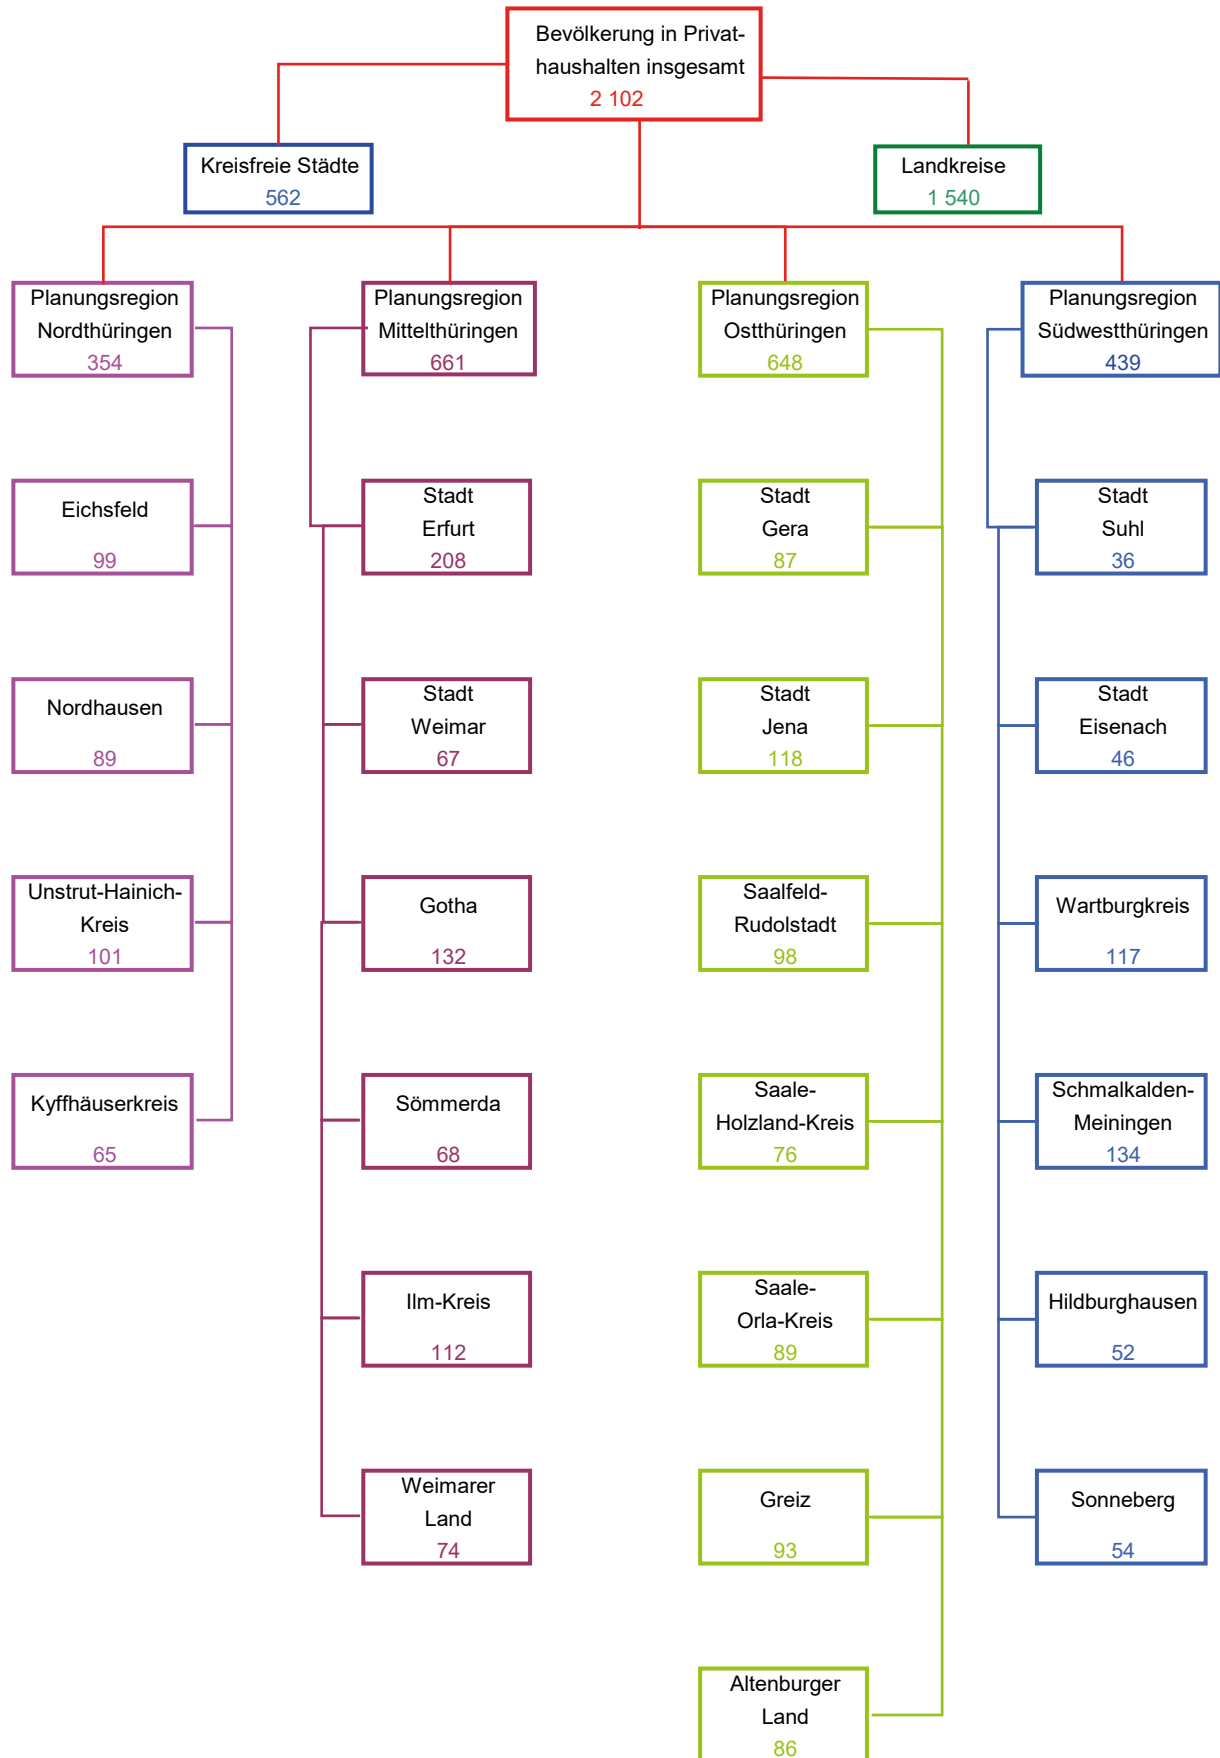 Bevölkerung in Privat-
haushalten insgesamt
2 102
Kreisfreie Städte
562
Landkreise
1 540
Planungsregion
Nordthüringen
354
Planungsregion
Mittelthüringen
661
Planungsregion
Ostthüringen
648
Planungsregion
Südwestthüringen
439
Eichsfeld
99
Stadt
Erfurt
208
Stadt
Gera
87
Stadt
Suhl
36
Nordhausen
89
Stadt
Weimar
67
Stadt
Jena
118
Stadt
Eisenach
46
Unstrut-Hainich-
Kreis
101
Gotha
132
Saalfeld-
Rudolstadt
98
Wartburgkreis
117
Kyffhäuserkreis
65
Sömmerda
68
Saale-
Holzland-Kreis
76
Schmalkalden-
Meiningen
134
Ilm-Kreis
112
Saale-
Orla-Kreis
89
Hildburghausen
52
Weimarer
Land
74
Greiz
93
Sonneberg
54
Altenburger
Land
86